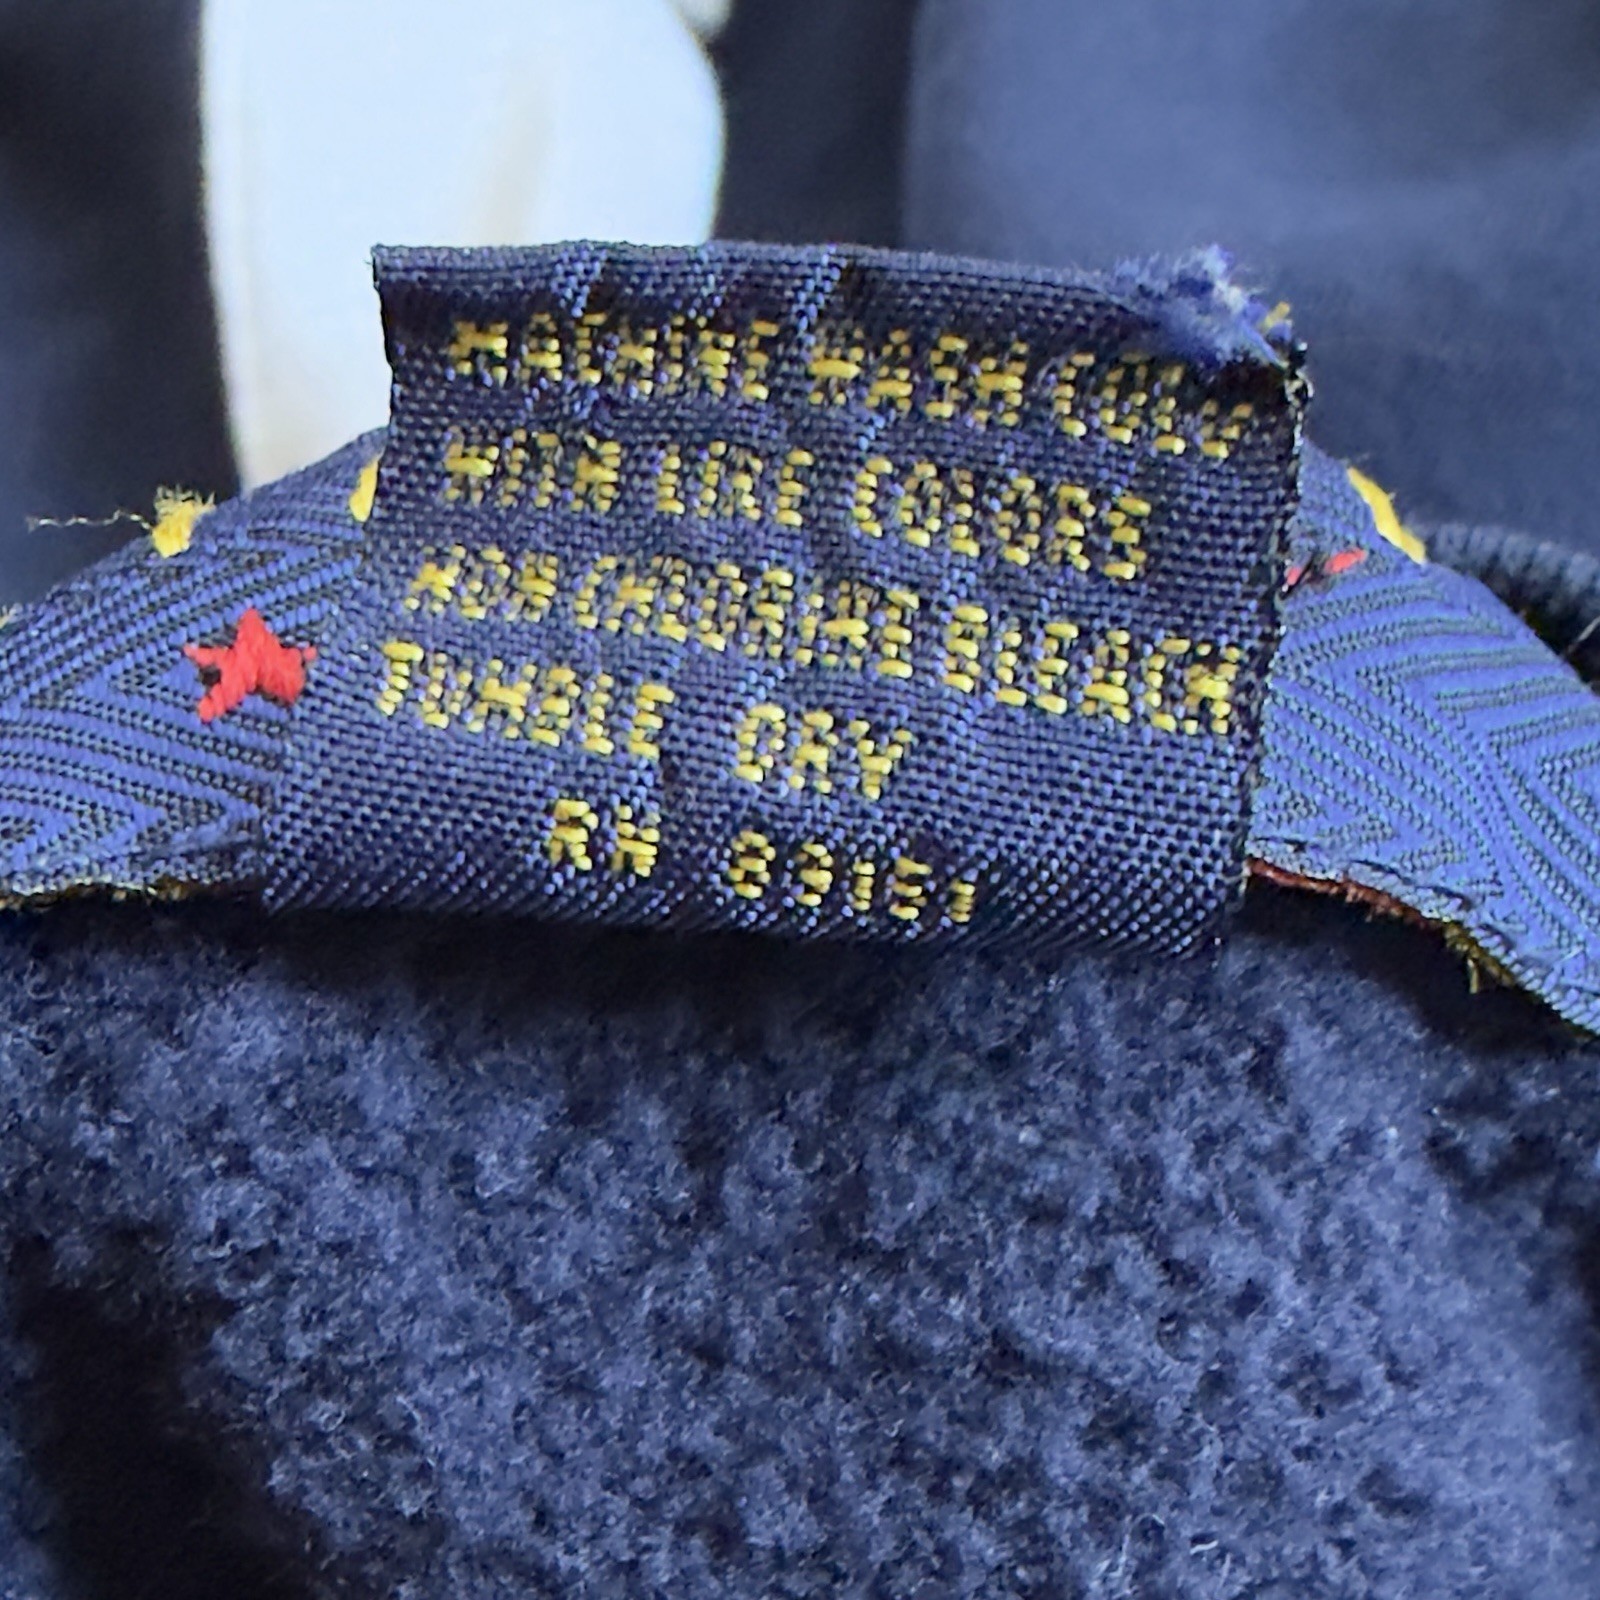 MACHINE WASH COLD
WITH LIKE COLORS
NON CHLORINE BLEACH
TUMBLE DRY
RN 83151